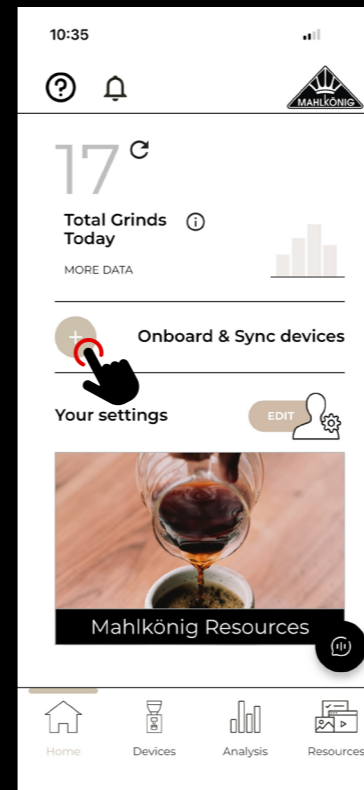 10:35
MAHLKÖNIG
17
Total Grinds
Today
MORE DATA
Onboard & Sync devices
Your settings
EDIT
Mahlkönig Resources
Home
Devices
Analysis
Resources